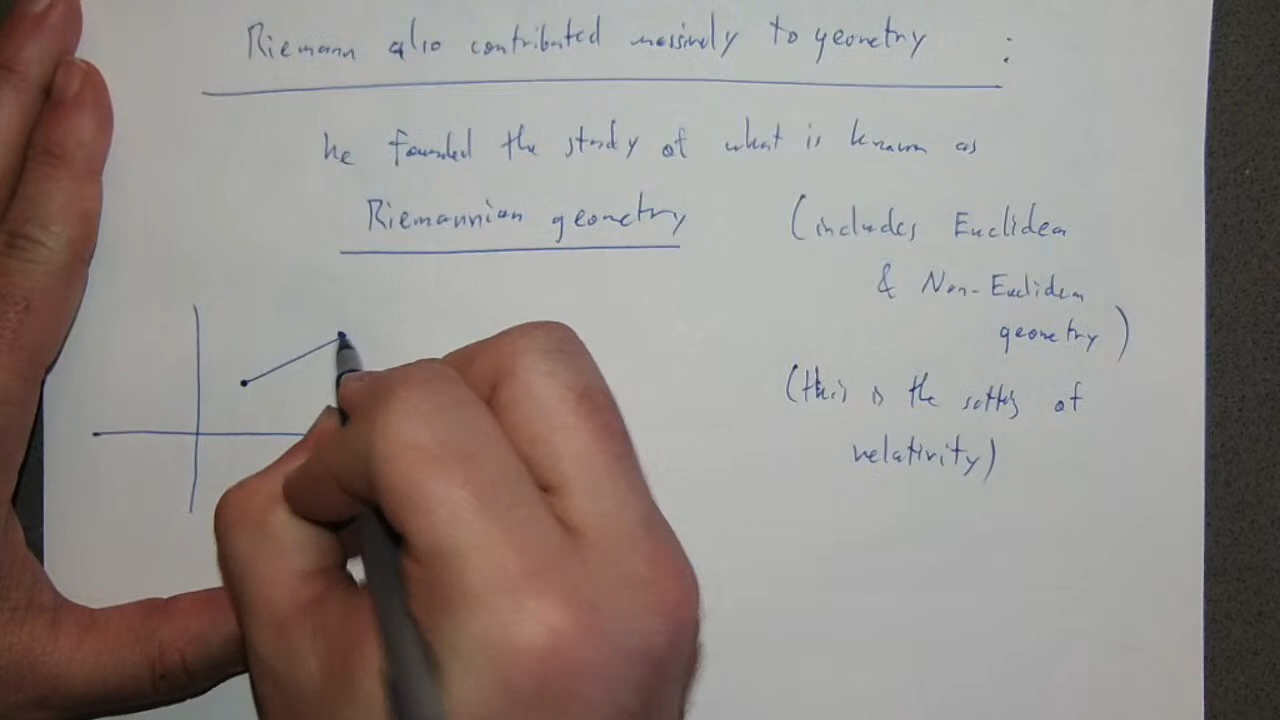 Riemann also contributed massively to geometry :
he founded the study of what is known as
Riemannian geometry
(includes Euclidean
& Non-Euclidean
geometry)
(this is the setting of
relativity)